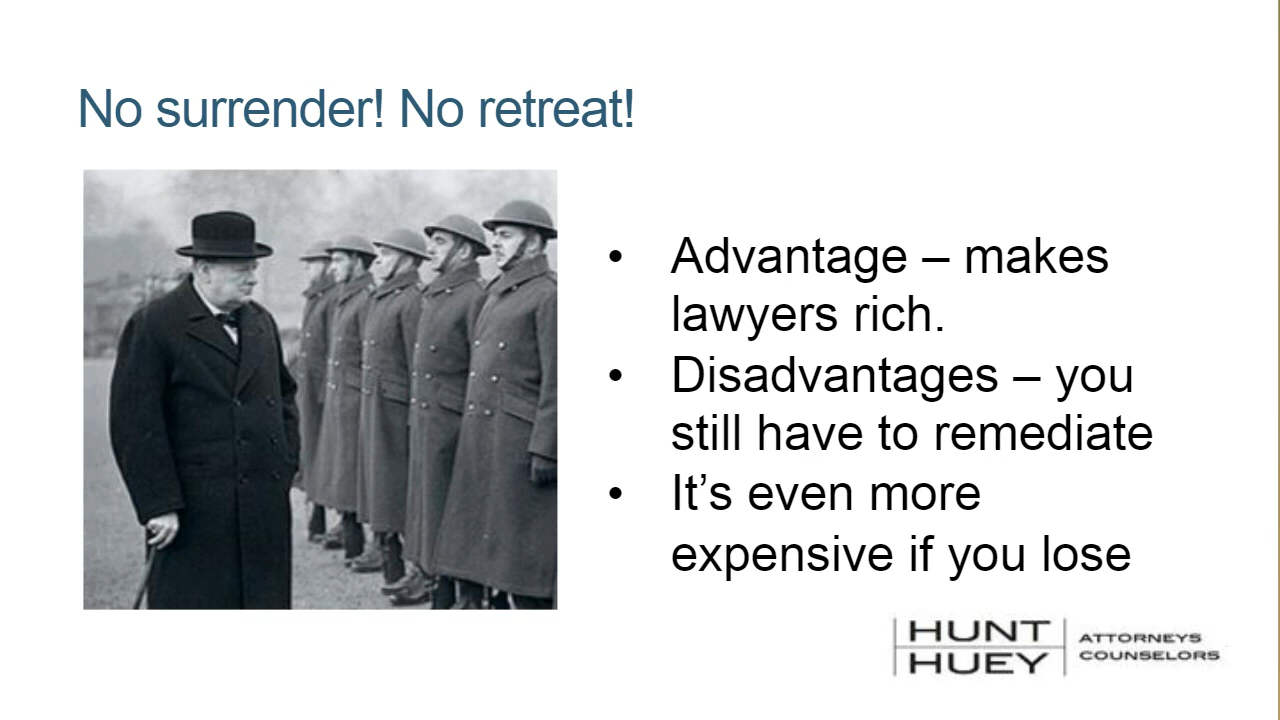 No surrender! No retreat!
• Advantage – makes
lawyers rich.
• Disadvantages – you
still have to remediate
• It’s even more
expensive if you lose
HUNT
HUEY
ATTORNEYS
COUNSELORS